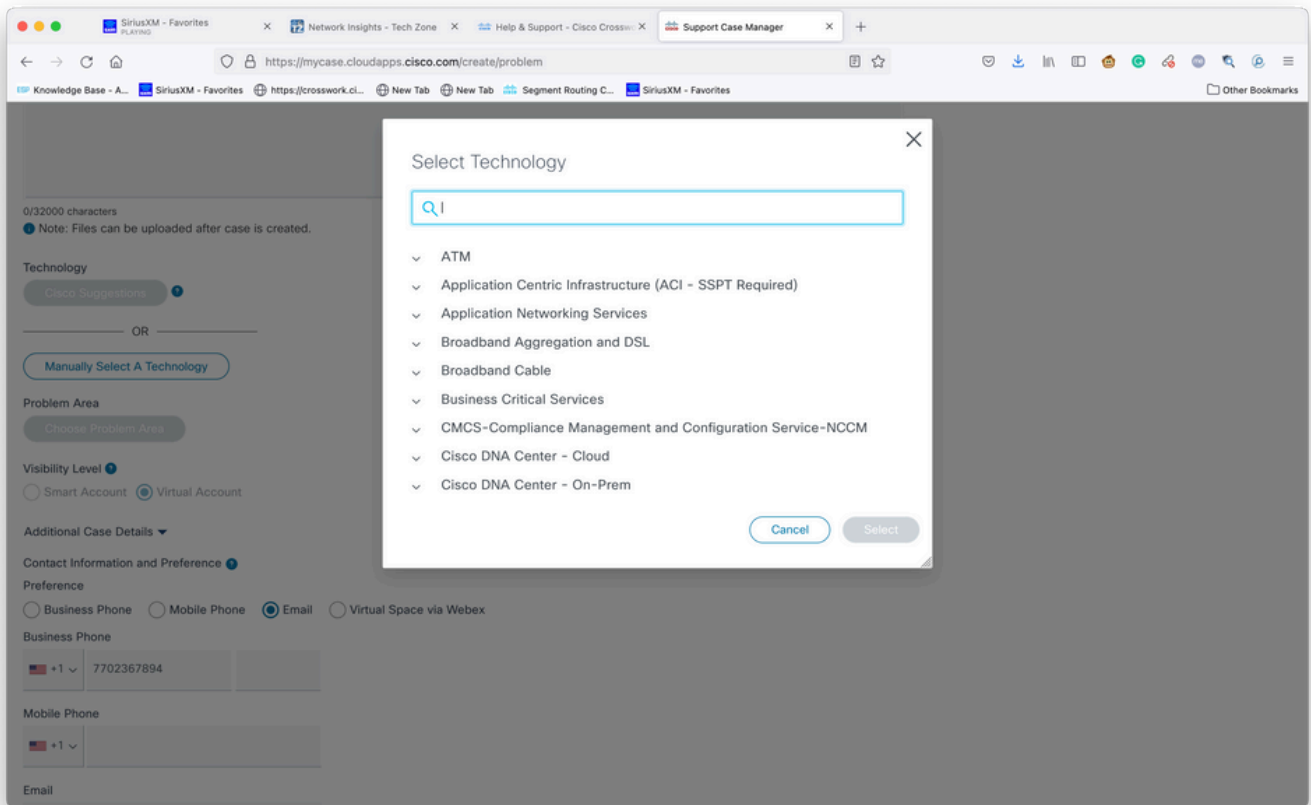 SiriusXM - Favorites
PLAYING
Network Insights - Tech Zone
Help & Support - Cisco Crosswo
Support Case Manager
https://mycase.cloudapps.cisco.com/create/problem
Knowledge Base - A...
SiriusXM - Favorites
https://crosswork.ci...
New Tab
New Tab
Segment Routing C...
SiriusXM - Favorites
Other Bookmarks
Select Technology
0/32000 characters
Note: Files can be uploaded after case is created.
Technology
Cisco Suggestions
OR
Manually Select A Technology
Problem Area
Choose Problem Area
Visibility Level
Smart Account Virtual Account
Additional Case Details
Contact Information and Preference
Preference
Business Phone Mobile Phone Email Virtual Space via Webex
Business Phone
+1 7702367894
Mobile Phone
+1
Email
ATM
Application Centric Infrastructure (ACI - SSPT Required)
Application Networking Services
Broadband Aggregation and DSL
Broadband Cable
Business Critical Services
CMCS-Compliance Management and Configuration Service-NCCM
Cisco DNA Center - Cloud
Cisco DNA Center - On-Prem
Cancel Select